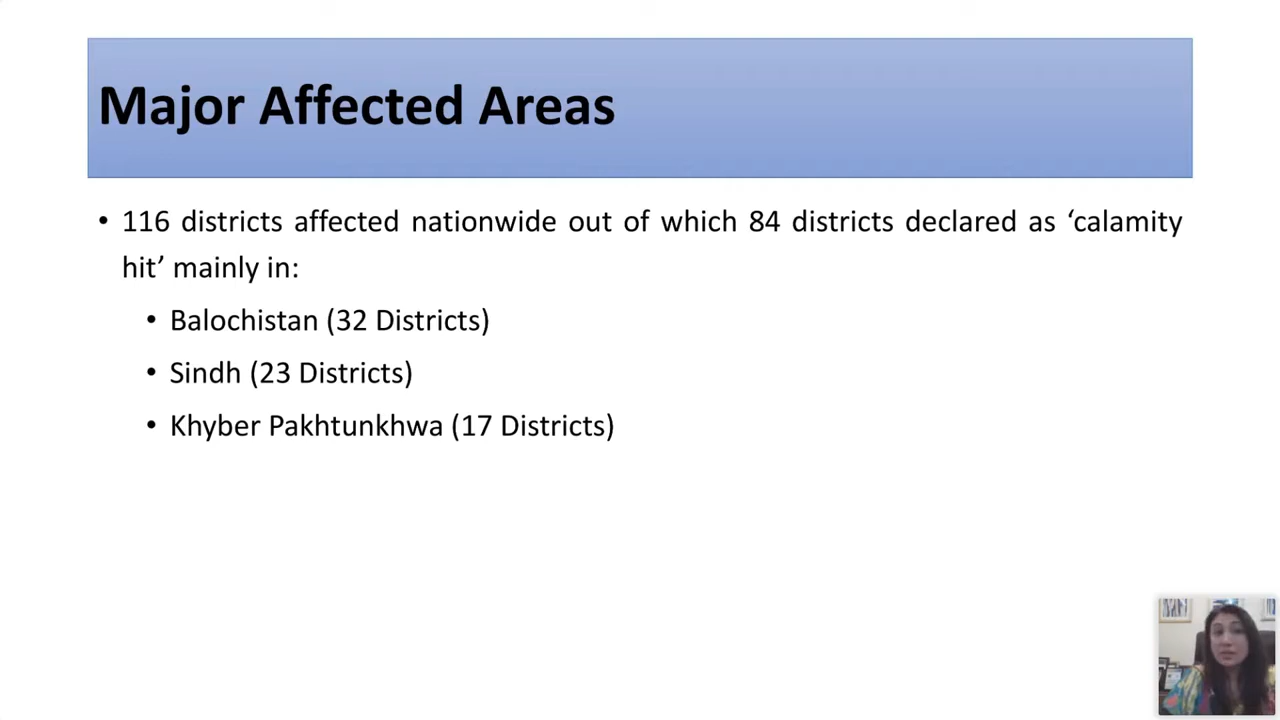 Major Affected Areas
• 116 districts affected nationwide out of which 84 districts declared as ‘calamity
hit’ mainly in:
• Balochistan (32 Districts)
• Sindh (23 Districts)
• Khyber Pakhtunkhwa (17 Districts)